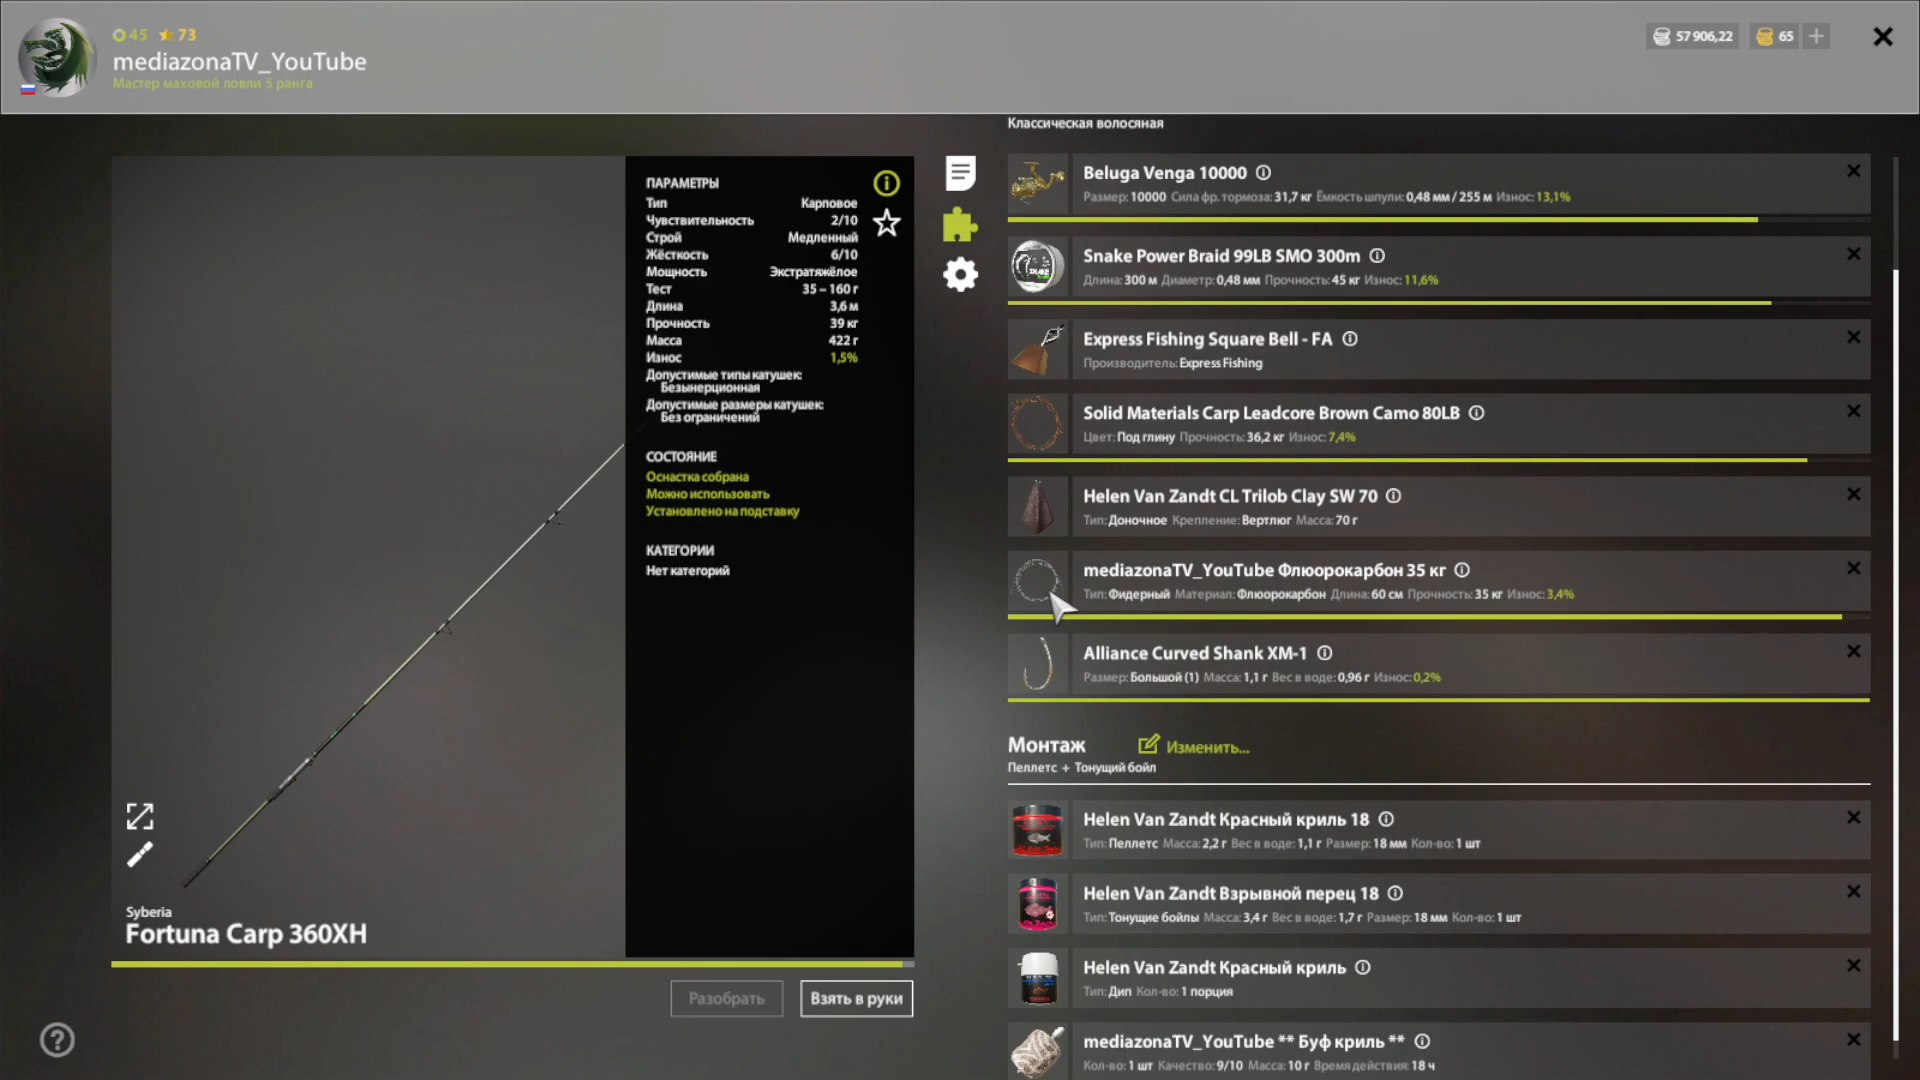 45 73
mediazonaTV_YouTube
Мастер маховой ловли 5 ранга
57 906,22 65
ПАРАМЕТРЫ
Тип Карповое
Чувствительность 2/10
Строй Медленный
Жёсткость 6/10
Мощность Экстратяжёлое
Тест 35 – 160 г
Длина 3,6 м
Прочность 39 кг
Масса 422 г
Износ 1,5%
Допустимые типы катушек:
Безынерционная
Допустимые размеры катушек:
Без ограничений
СОСТОЯНИЕ
Оснастка собрана
Можно использовать
Установлено на подставку
КАТЕГОРИИ
Нет категорий
Syberia
Fortuna Carp 360XH
Разобрать Взять в руки
Классическая волосяная
Beluga Venga 10000
Размер: 10000 Сила фр. тормоза: 31,7 кг Ёмкость шпули: 0,48 мм / 255 м Износ: 13,1%
Snake Power Braid 99LB SMO 300m
Длина: 300 м Диаметр: 0,48 мм Прочность: 45 кг Износ: 11,6%
Express Fishing Square Bell - FA
Производитель: Express Fishing
Solid Materials Carp Leadcore Brown Camo 80LB
Цвет: Под глину Прочность: 36,2 кг Износ: 7,4%
Helen Van Zandt CL Trilob Clay SW 70
Тип: Доночное Крепление: Вертлюг Масса: 70 г
mediazonaTV_YouTube Флюорокарбон 35 кг
Тип: Фидерный Материал: Флюорокарбон Длина: 60 см Прочность: 35 кг Износ: 3,4%
Alliance Curved Shank XM-1
Размер: Большой (1) Масса: 1,1 г Вес в воде: 0,96 г Износ: 0,2%
Монтаж Изменить...
Пеллетс + Тонущий бойл
Helen Van Zandt Красный криль 18
Тип: Пеллетс Масса: 2,2 г Вес в воде: 1,1 г Размер: 18 мм Кол-во: 1 шт
Helen Van Zandt Взрывной перец 18
Тип: Тонущие бойлы Масса: 3,4 г Вес в воде: 1,7 г Размер: 18 мм Кол-во: 1 шт
Helen Van Zandt Красный криль
Тип: Дип Кол-во: 1 порция
mediazonaTV_YouTube ** Буф криль **
Кол-во: 1 шт Качество: 9/10 Масса: 10 г Время действия: 18 ч